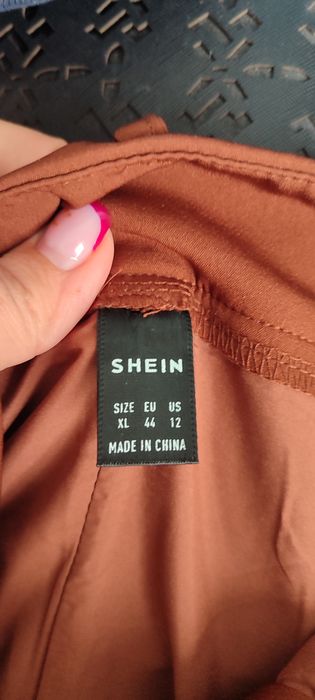 SHEIN
SIZE EU US
XL 44 12
MADE IN CHINA